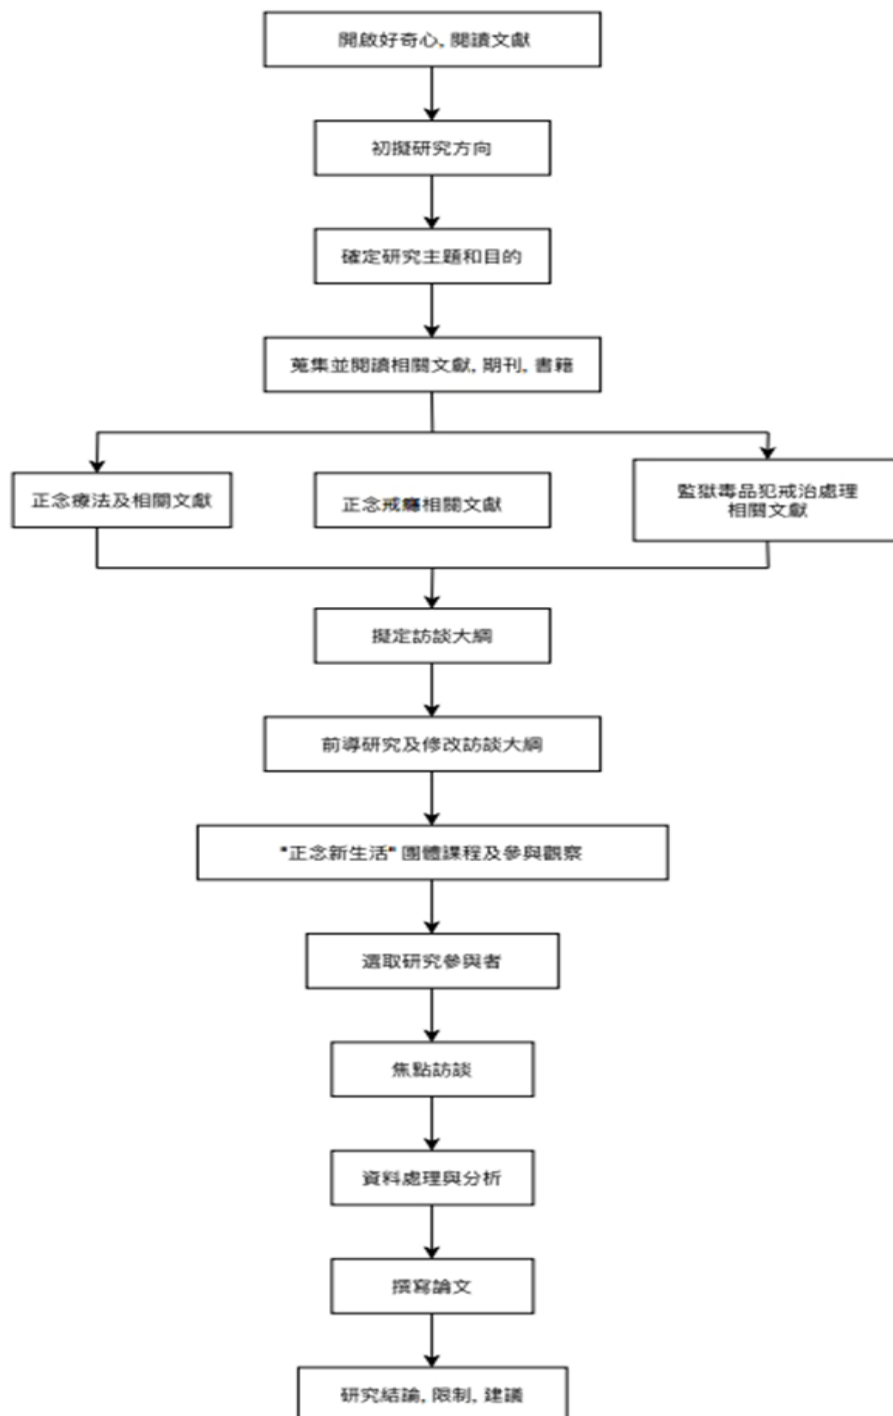 開啟好奇心, 閱讀文獻
初擬研究方向
確定研究主題和目的
蒐集並閱讀相關文獻, 期刊, 書籍
正念療法及相關文獻
正念戒癮相關文獻
監獄毒品犯戒治處理
相關文獻
擬定訪談大綱
前導研究及修改訪談大綱
"正念新生活" 團體課程及參與觀察
選取研究參與者
焦點訪談
資料處理與分析
撰寫論文
研究結論, 限制, 建議